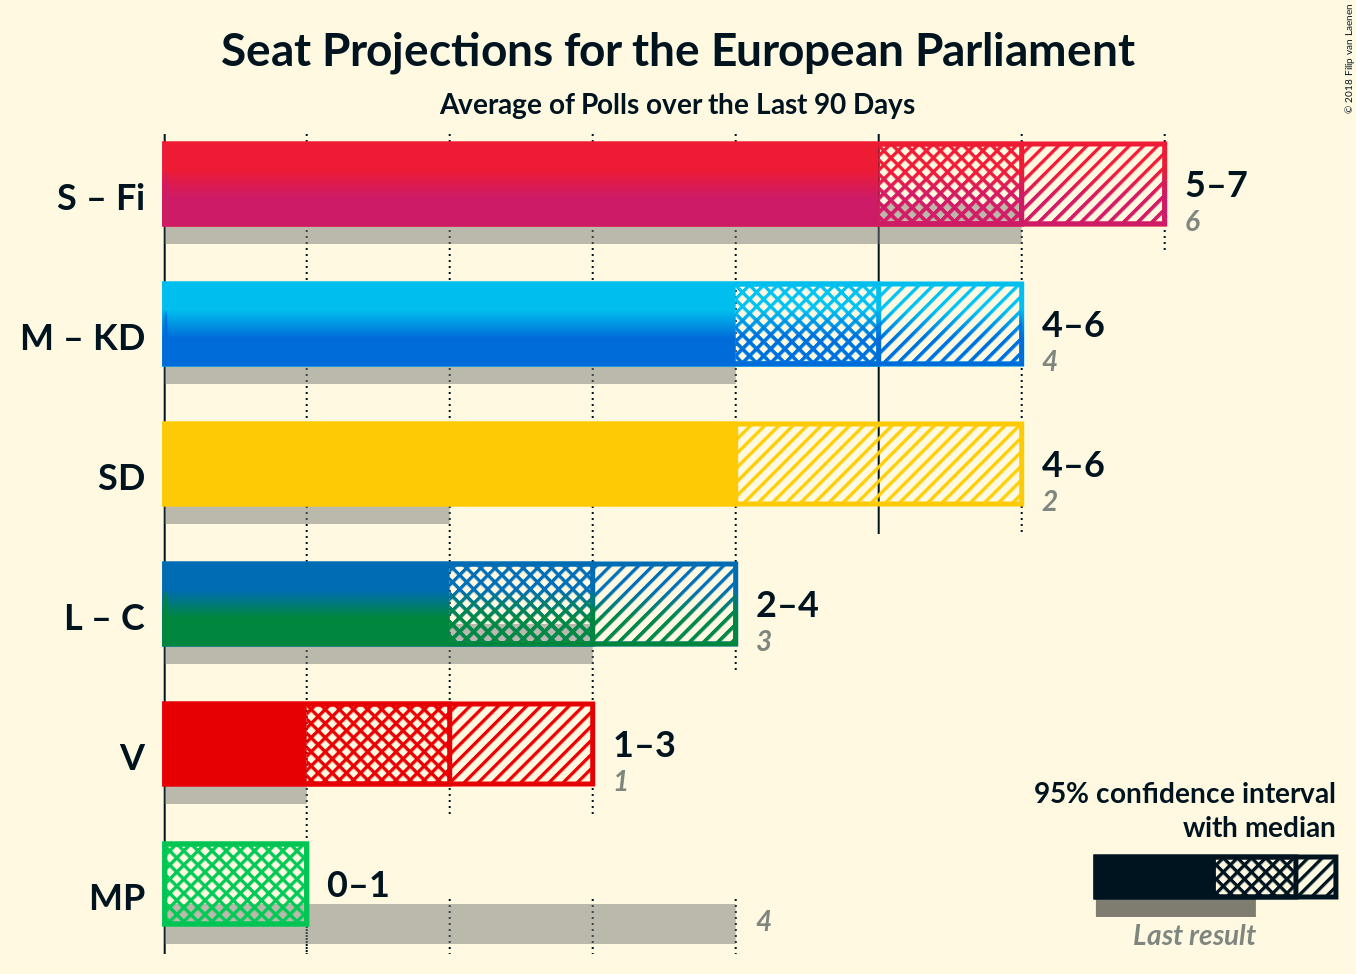 Seat Projections for the European Parliament
Average of Polls over the Last 90 Days
© 2018 Filip van Laenen
S – Fi
5–7
6
M – KD
4–6
4
SD
4–6
2
L – C
2–4
3
V
1–3
1
MP
0–1
4
95% confidence interval
with median
Last result